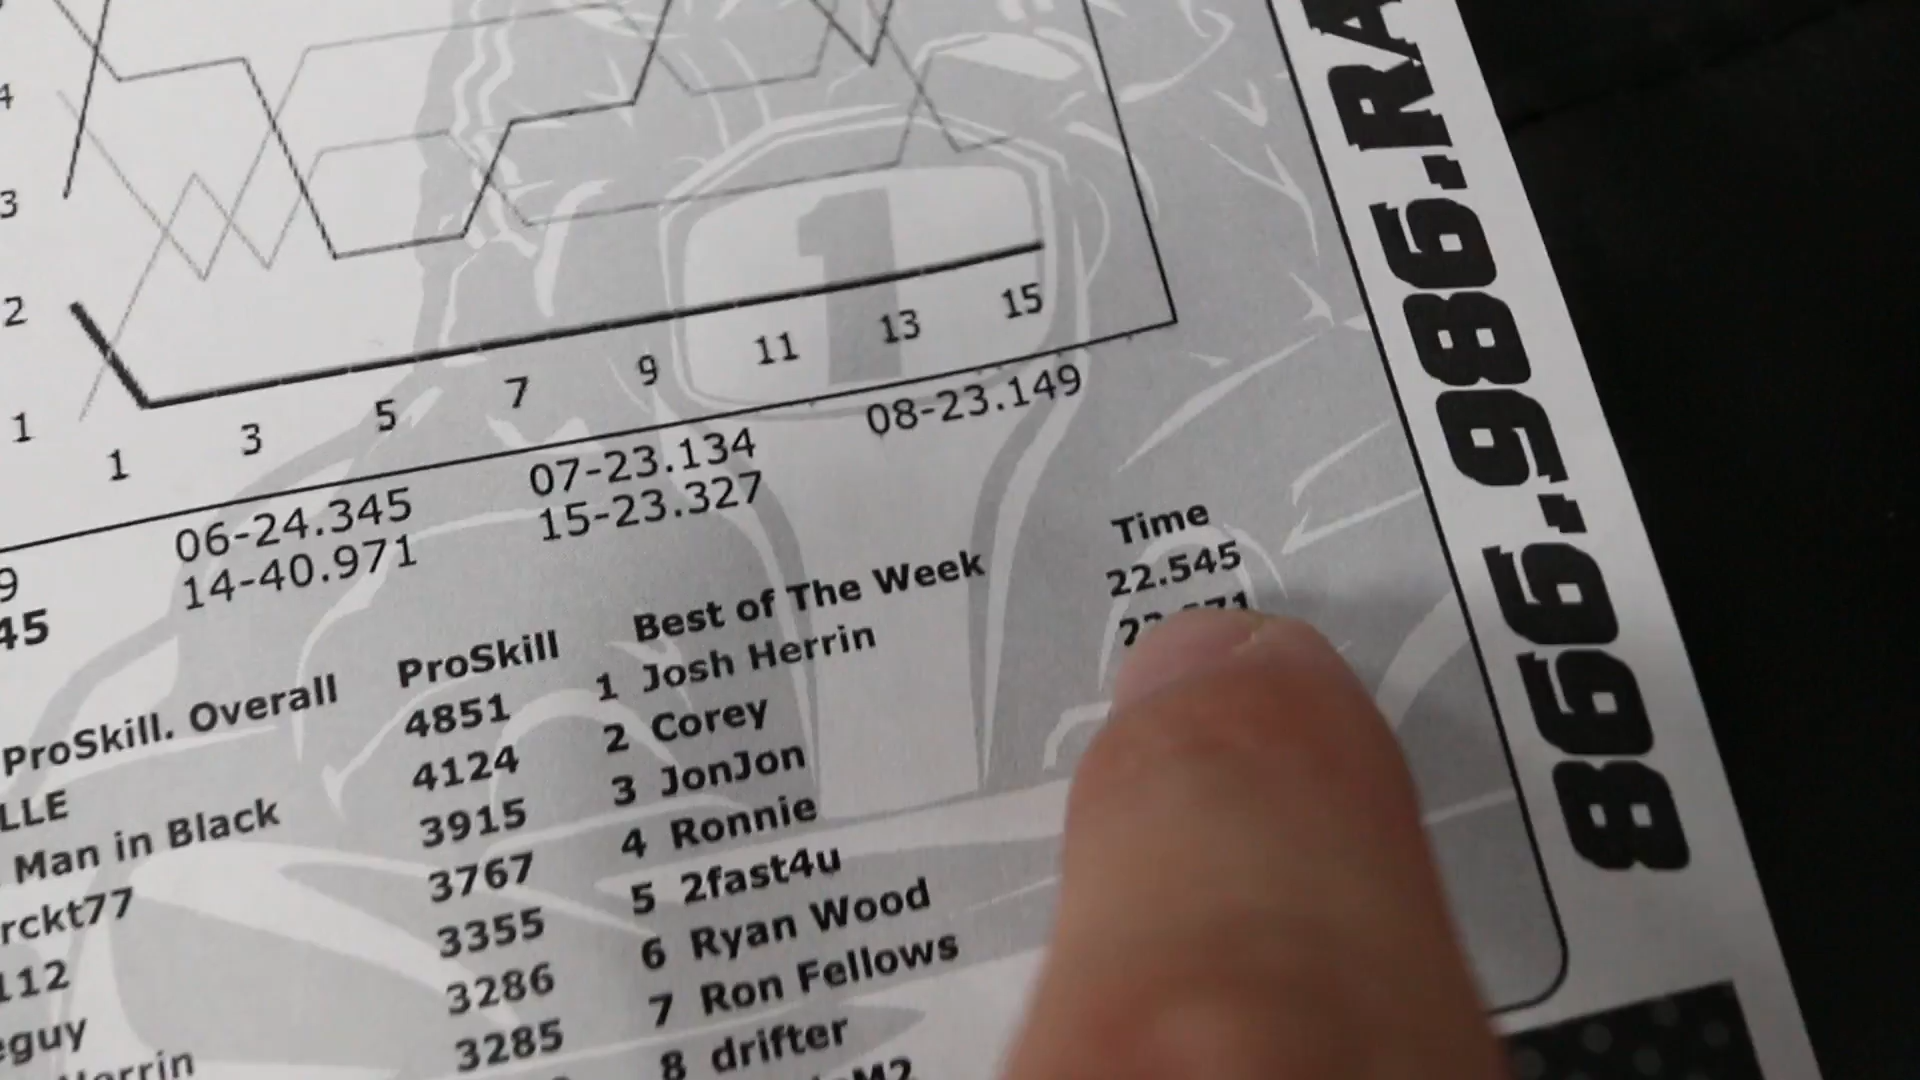 4
3
2
1
1 3 5 7 9 11 13 15
9 06-24.345 07-23.134 08-23.149
45 14-40.971 15-23.327
ProSkill. Overall ProSkill Best of The Week Time
LLE 4851 1 Josh Herrin 22.545
Man in Black 4124 2 Corey
rckt77 3915 3 JonJon
112 3767 4 Ronnie
eguy 3355 5 2fast4u
Herrin 3286 6 Ryan Wood
3285 7 Ron Fellows
8 drifter
M2
866.986.RA
1